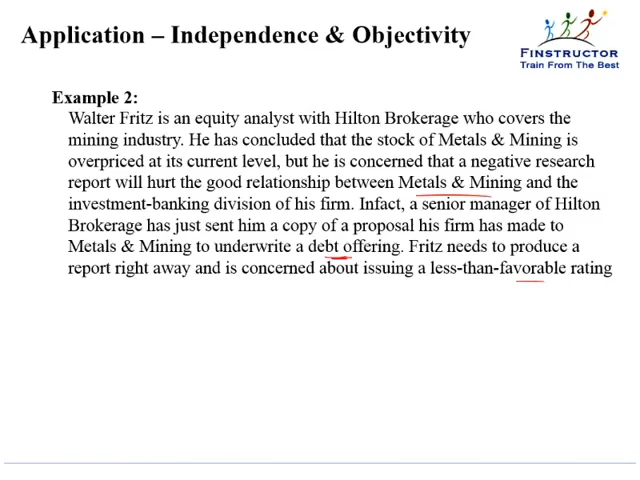 Application – Independence & Objectivity
FINSTRUCTOR
Train From The Best
Example 2:
Walter Fritz is an equity analyst with Hilton Brokerage who covers the
mining industry. He has concluded that the stock of Metals & Mining is
overpriced at its current level, but he is concerned that a negative research
report will hurt the good relationship between Metals & Mining and the
investment-banking division of his firm. Infact, a senior manager of Hilton
Brokerage has just sent him a copy of a proposal his firm has made to
Metals & Mining to underwrite a debt offering. Fritz needs to produce a
report right away and is concerned about issuing a less-than-favorable rating